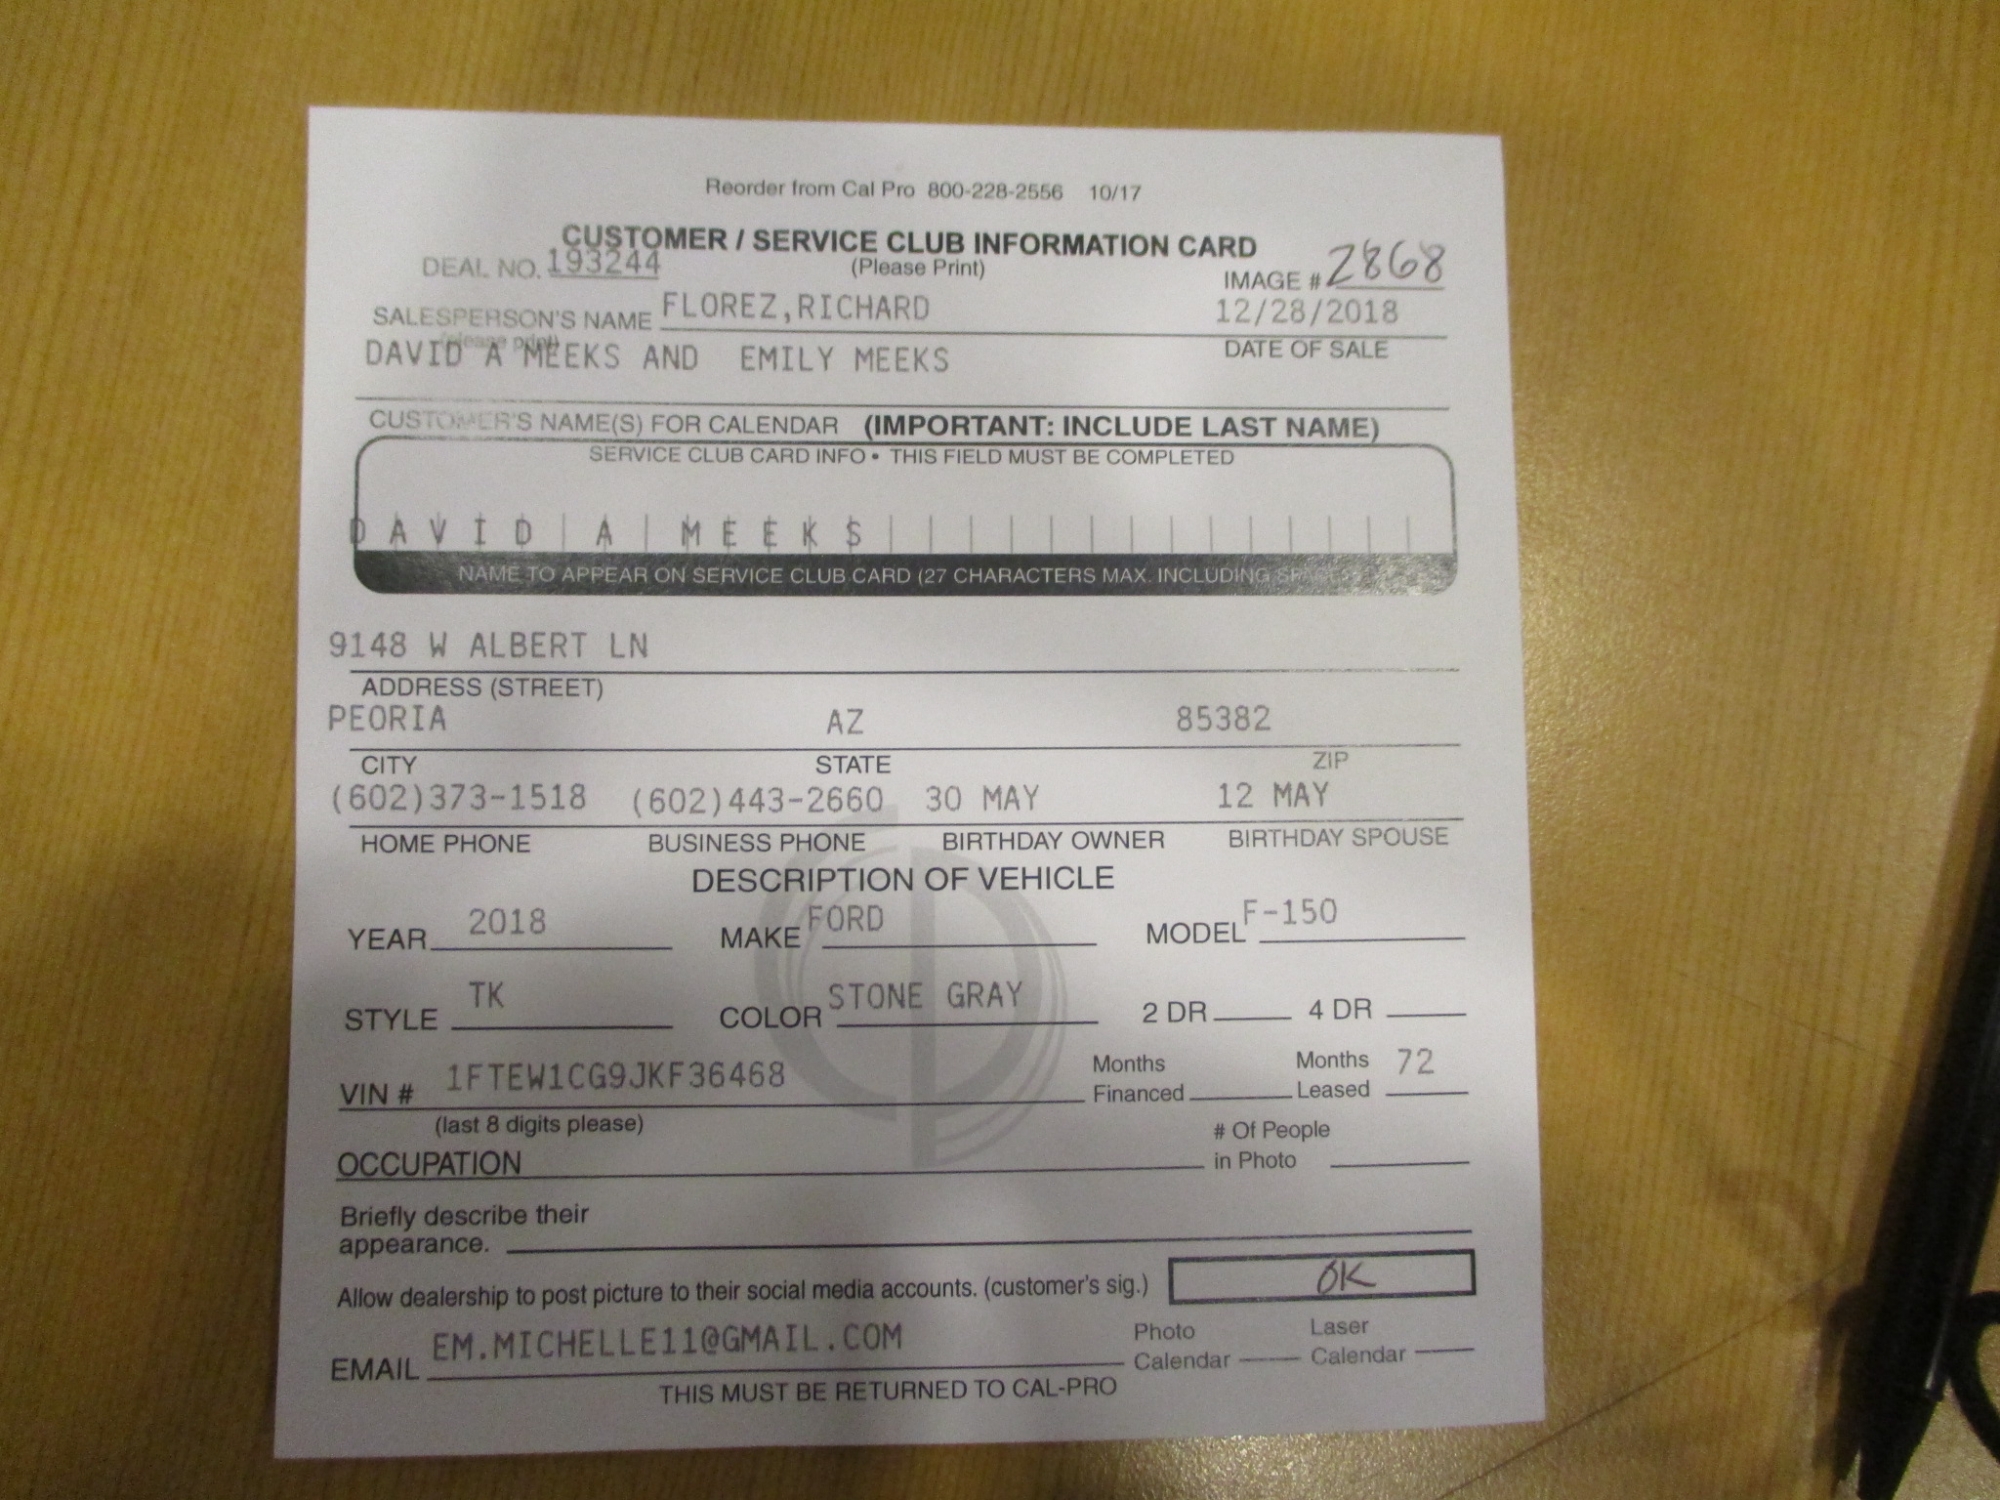 Reorder from Cal Pro 800-228-2556 10/17
CUSTOMER / SERVICE CLUB INFORMATION CARD
DEAL NO. 193244 (Please Print) IMAGE # 2868
SALESPERSON'S NAME FLOREZ,RICHARD 12/28/2018
(please print)
DAVID A MEEKS AND EMILY MEEKS DATE OF SALE
CUSTOMER'S NAME(S) FOR CALENDAR (IMPORTANT: INCLUDE LAST NAME)
SERVICE CLUB CARD INFO • THIS FIELD MUST BE COMPLETED
DAVID A MEEKS
NAME TO APPEAR ON SERVICE CLUB CARD (27 CHARACTERS MAX. INCLUDING
9148 W ALBERT LN
ADDRESS (STREET)
PEORIA AZ 85382
CITY STATE ZIP
(602)373-1518 (602)443-2660 30 MAY 12 MAY
HOME PHONE BUSINESS PHONE BIRTHDAY OWNER BIRTHDAY SPOUSE
DESCRIPTION OF VEHICLE
YEAR 2018 MAKE FORD MODEL F-150
STYLE TK COLOR STONE GRAY 2 DR 4 DR
VIN # 1FTEW1CG9JKF36468 Months Financed Months Leased 72
(last 8 digits please)
OCCUPATION # Of People in Photo
Briefly describe their
appearance.
Allow dealership to post picture to their social media accounts. (customer's sig.) OK
EMAIL EM.MICHELLE11@GMAIL.COM Photo Calendar Laser Calendar
THIS MUST BE RETURNED TO CAL-PRO